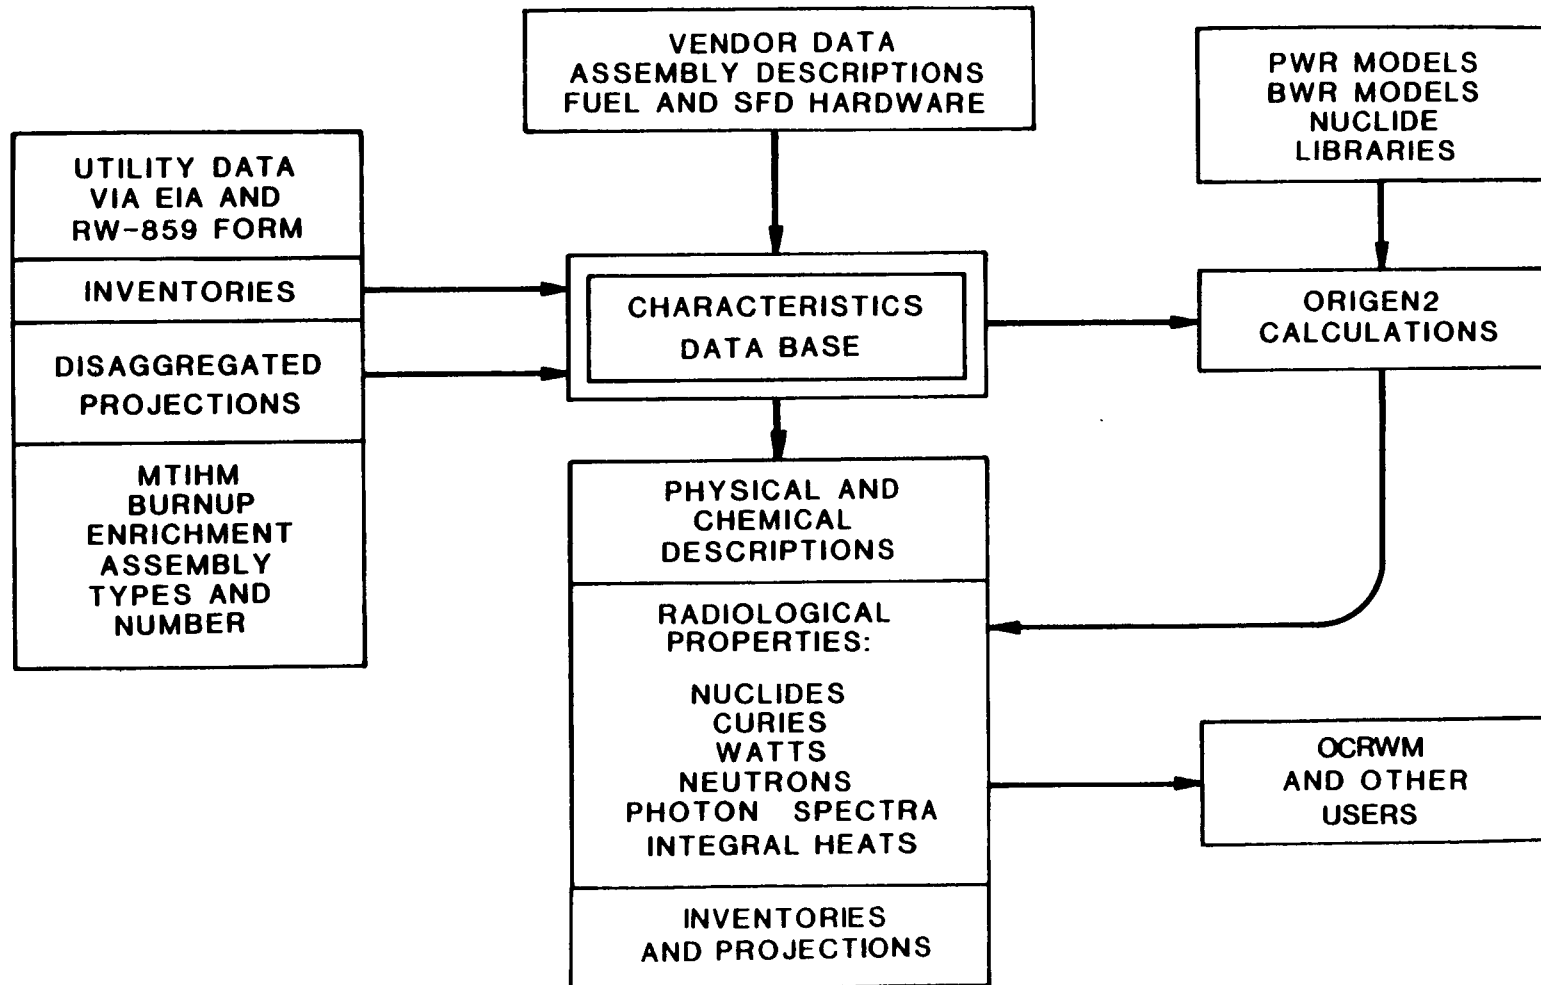 VENDOR DATA
ASSEMBLY DESCRIPTIONS
FUEL AND SFD HARDWARE
PWR MODELS
BWR MODELS
NUCLIDE
LIBRARIES
UTILITY DATA
VIA EIA AND
RW-859 FORM
INVENTORIES
DISAGGREGATED
PROJECTIONS
MTIHM
BURNUP
ENRICHMENT
ASSEMBLY
TYPES AND
NUMBER
CHARACTERISTICS
DATA BASE
ORIGEN2
CALCULATIONS
PHYSICAL AND
CHEMICAL
DESCRIPTIONS
RADIOLOGICAL
PROPERTIES:
NUCLIDES
CURIES
WATTS
NEUTRONS
PHOTON SPECTRA
INTEGRAL HEATS
INVENTORIES
AND PROJECTIONS
OCRWM
AND OTHER
USERS